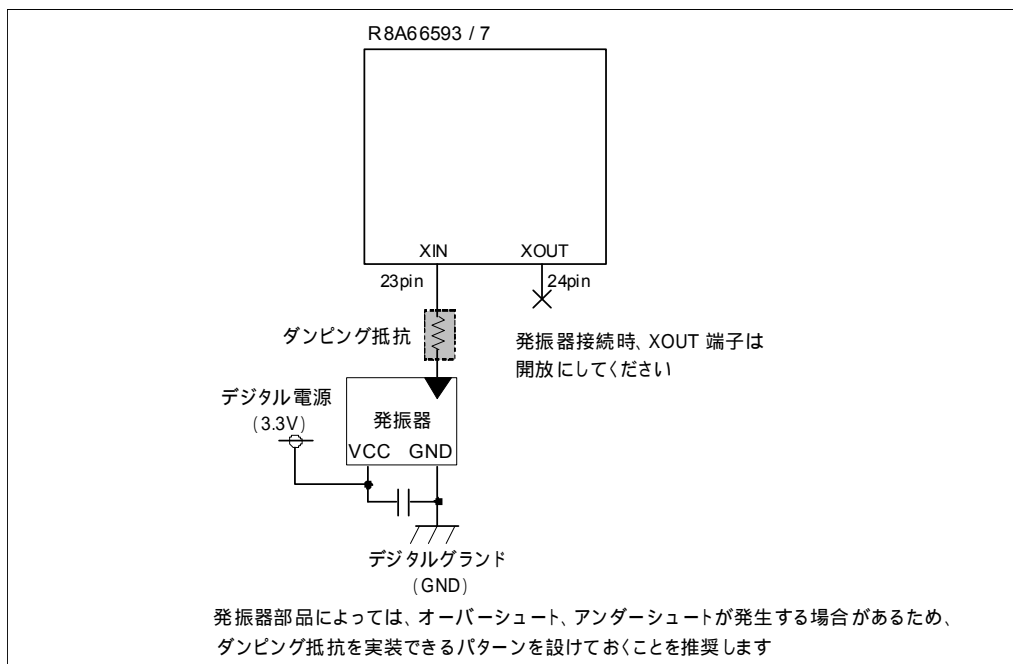 R8A66593 / 7
XIN XOUT
23pin 24pin
ダンピング抵抗
発振器接続時、XOUT 端子は
開放にしてください
デジタル電源
(3.3V)
発振器
VCC GND
デジタルグランド
(GND)
発振器部品によっては、オーバーシュート、アンダーシュートが発生する場合があるため、
ダンピング抵抗を実装できるパターンを設けておくことを推奨します